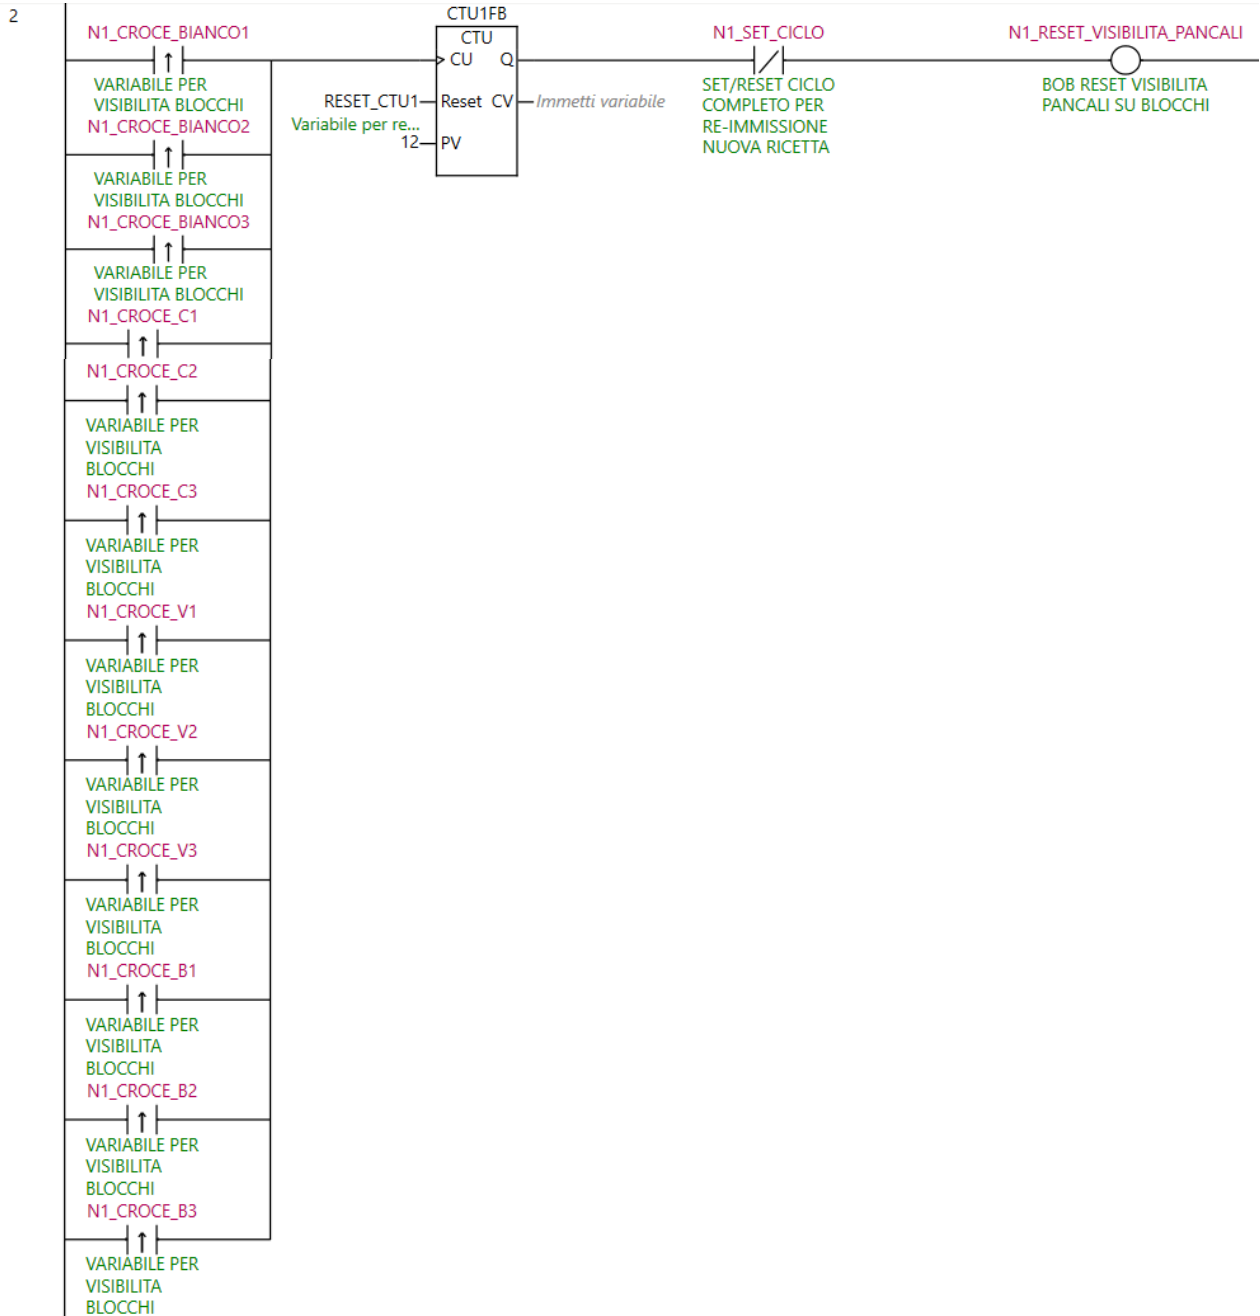 2
N1_CROCE_BIANCO1
VARIABILE PER
VISIBILITA BLOCCHI
N1_CROCE_BIANCO2
VARIABILE PER
VISIBILITA BLOCCHI
N1_CROCE_BIANCO3
VARIABILE PER
VISIBILITA BLOCCHI
N1_CROCE_C1
N1_CROCE_C2
VARIABILE PER
VISIBILITA
BLOCCHI
N1_CROCE_C3
VARIABILE PER
VISIBILITA
BLOCCHI
N1_CROCE_V1
VARIABILE PER
VISIBILITA
BLOCCHI
N1_CROCE_V2
VARIABILE PER
VISIBILITA
BLOCCHI
N1_CROCE_V3
VARIABILE PER
VISIBILITA
BLOCCHI
N1_CROCE_B1
VARIABILE PER
VISIBILITA
BLOCCHI
N1_CROCE_B2
VARIABILE PER
VISIBILITA
BLOCCHI
N1_CROCE_B3
VARIABILE PER
VISIBILITA
BLOCCHI
CTU1FB
CTU
CU Q
RESET_CTU1 Reset CV Immetti variabile
Variabile per re...
12 PV
N1_SET_CICLO
SET/RESET CICLO
COMPLETO PER
RE-IMMISSIONE
NUOVA RICETTA
N1_RESET_VISIBILITA_PANCALI
BOB RESET VISIBILITA
PANCALI SU BLOCCHI